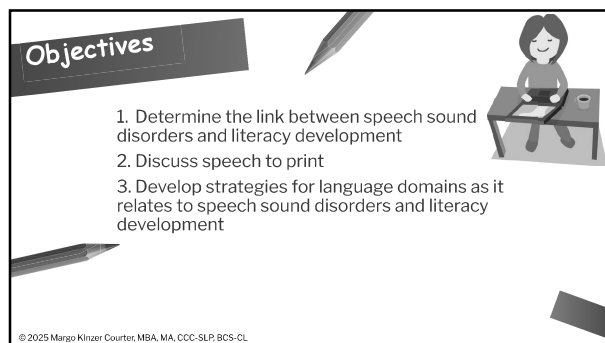 Objectives
1. Determine the link between speech sound
disorders and literacy development
2. Discuss speech to print
3. Develop strategies for language domains as it
relates to speech sound disorders and literacy
development
© 2025 Margo KInzer Courter, MBA, MA, CCC-SLP, BCS-CL